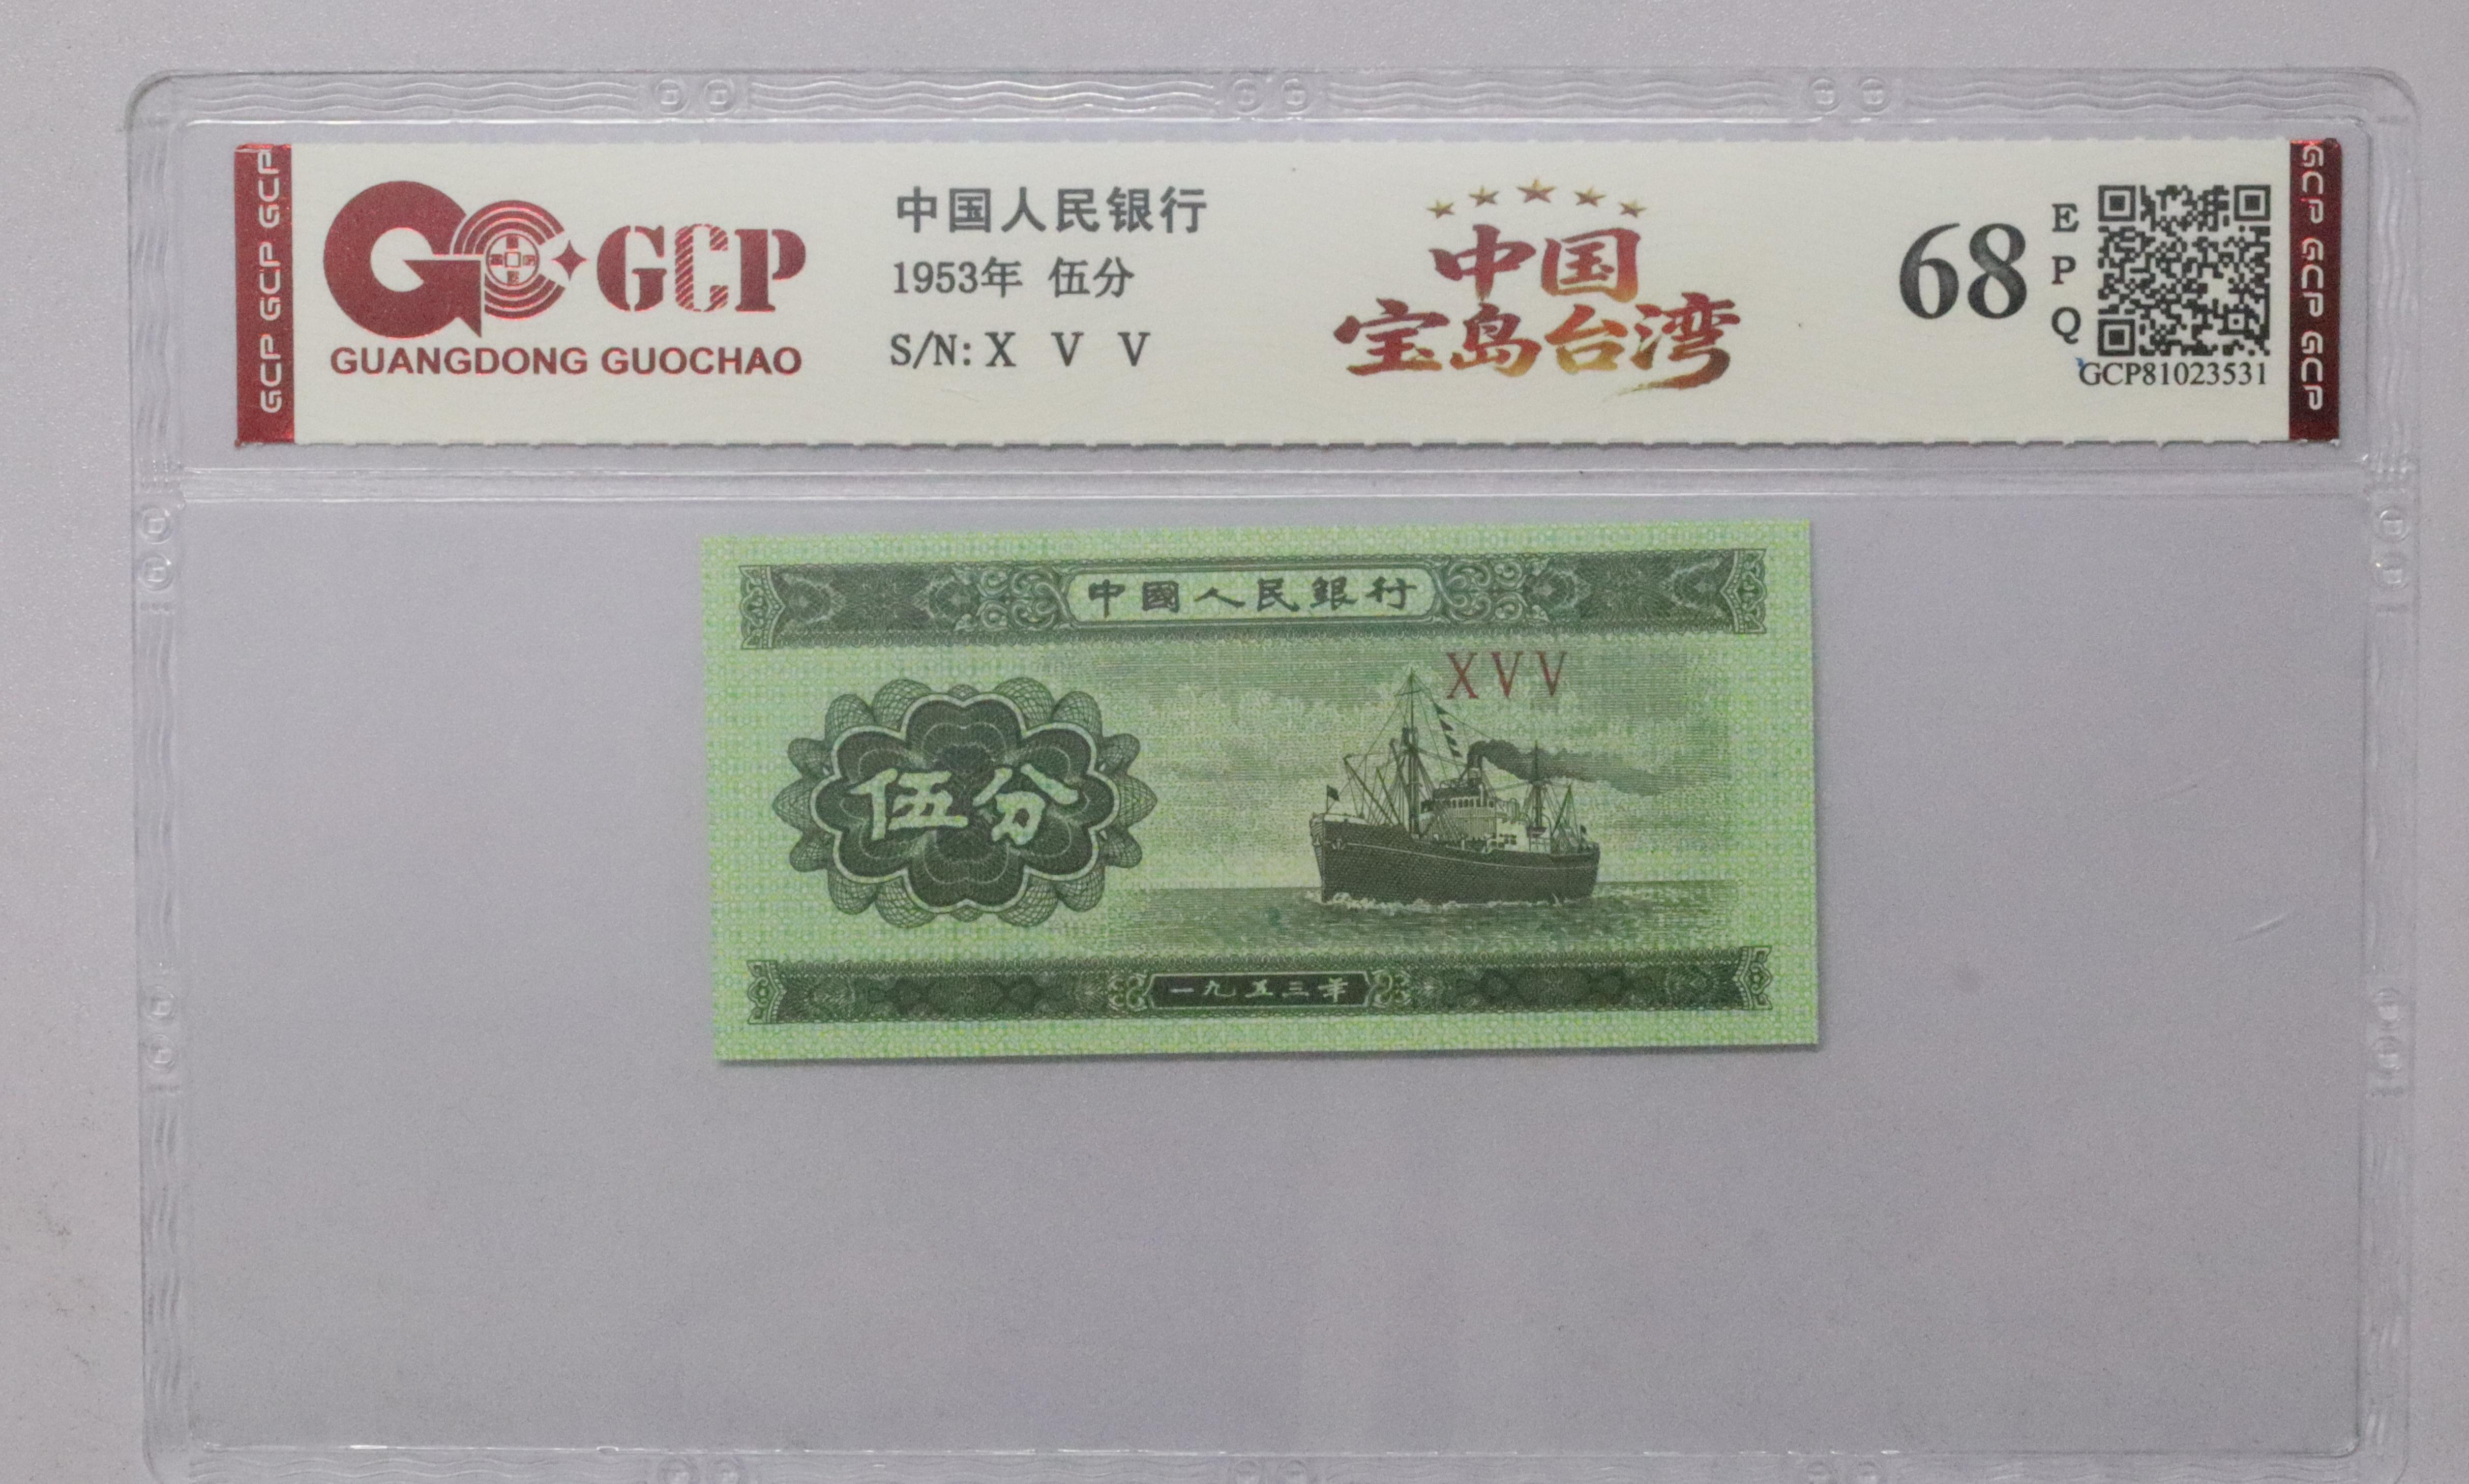 GCP GCP GCP
GCP
GUANGDONG GUOCHAO
中国人民银行
1953年 伍分
S/N: X V V
中国
宝岛台湾
68
E
P
Q
GCP81023531
GCP GCP GCP
中國人民銀行
XVV
伍分
一九五三年